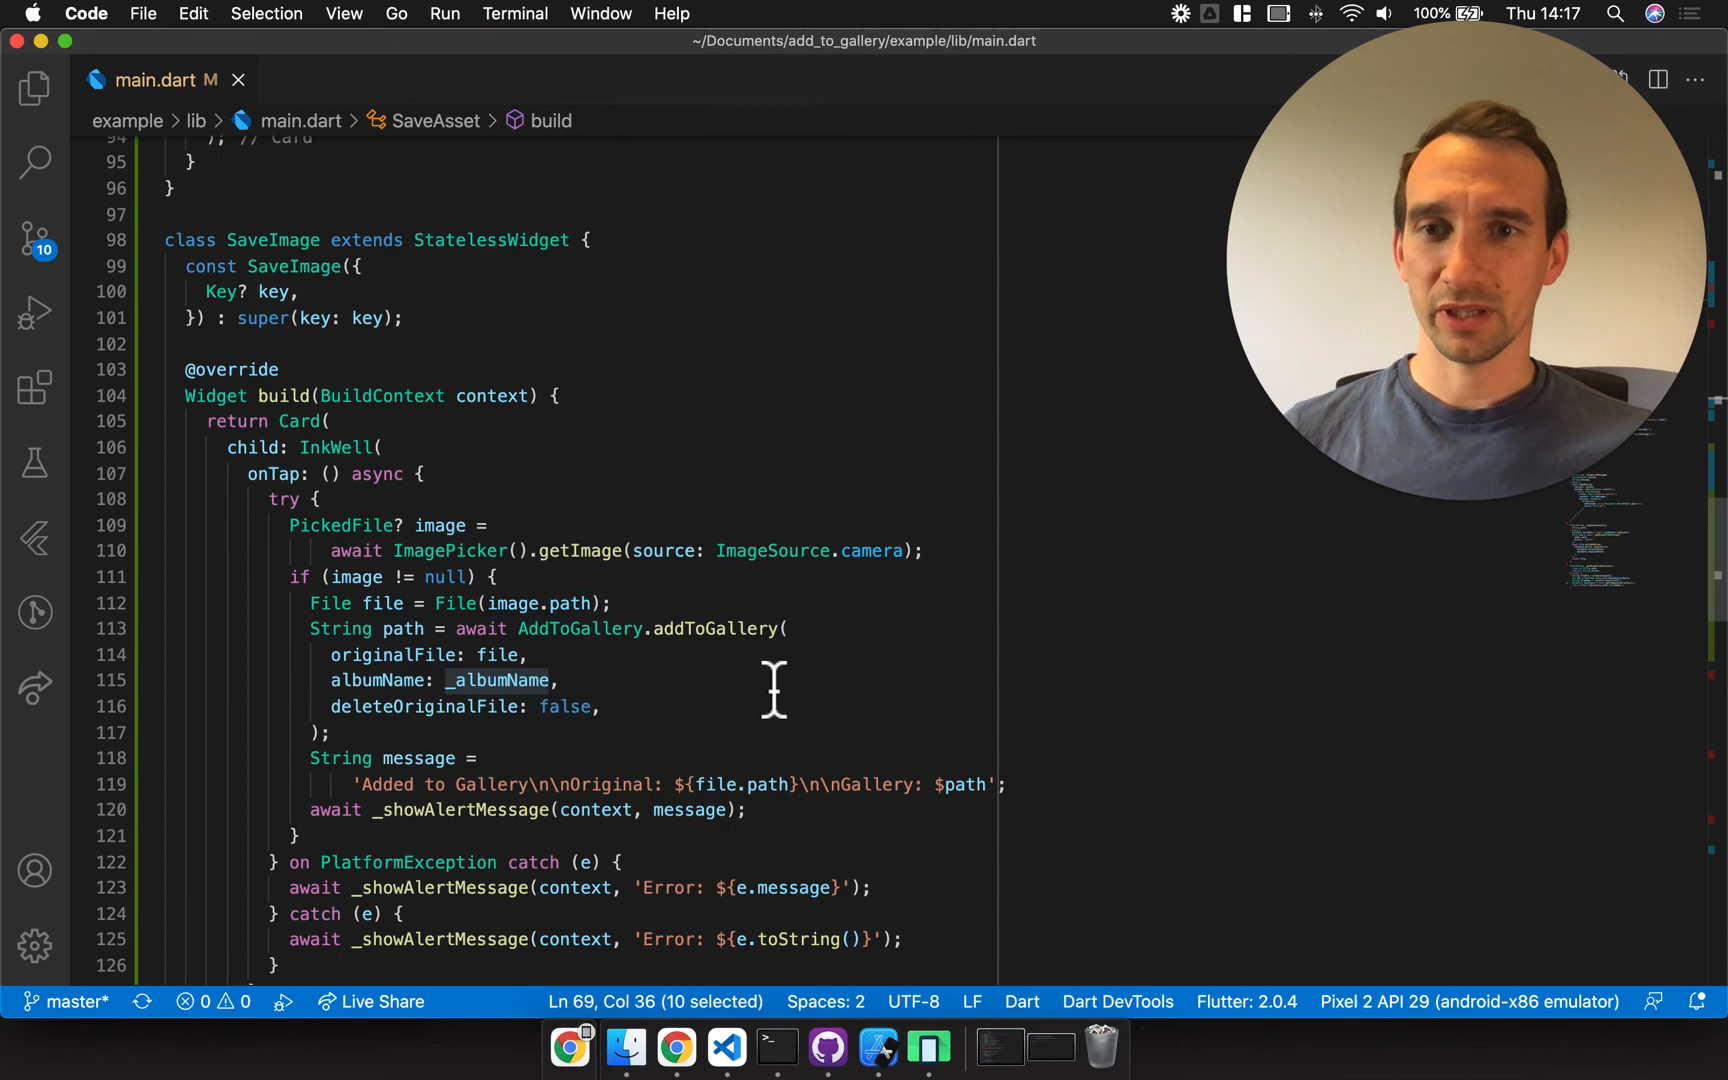 Code File Edit Selection View Go Run Terminal Window Help 100% Thu 14:17
~/Documents/add_to_gallery/example/lib/main.dart
main.dart M
example > lib > main.dart > SaveAsset > build
94 ); // Card
95 }
96 }
97
98 class SaveImage extends StatelessWidget {
99 const SaveImage({
100 Key? key,
101 }) : super(key: key);
102
103 @override
104 Widget build(BuildContext context) {
105 return Card(
106 child: InkWell(
107 onTap: () async {
108 try {
109 PickedFile? image =
110 await ImagePicker().getImage(source: ImageSource.camera);
111 if (image != null) {
112 File file = File(image.path);
113 String path = await AddToGallery.addToGallery(
114 originalFile: file,
115 albumName: _albumName,
116 deleteOriginalFile: false,
117 );
118 String message =
119 'Added to Gallery\n\nOriginal: ${file.path}\n\nGallery: $path';
120 await _showAlertMessage(context, message);
121 }
122 } on PlatformException catch (e) {
123 await _showAlertMessage(context, 'Error: ${e.message}');
124 } catch (e) {
125 await _showAlertMessage(context, 'Error: ${e.toString()}');
126 }
10
master* 0 0 Live Share Ln 69, Col 36 (10 selected) Spaces: 2 UTF-8 LF Dart Dart DevTools Flutter: 2.0.4 Pixel 2 API 29 (android-x86 emulator)